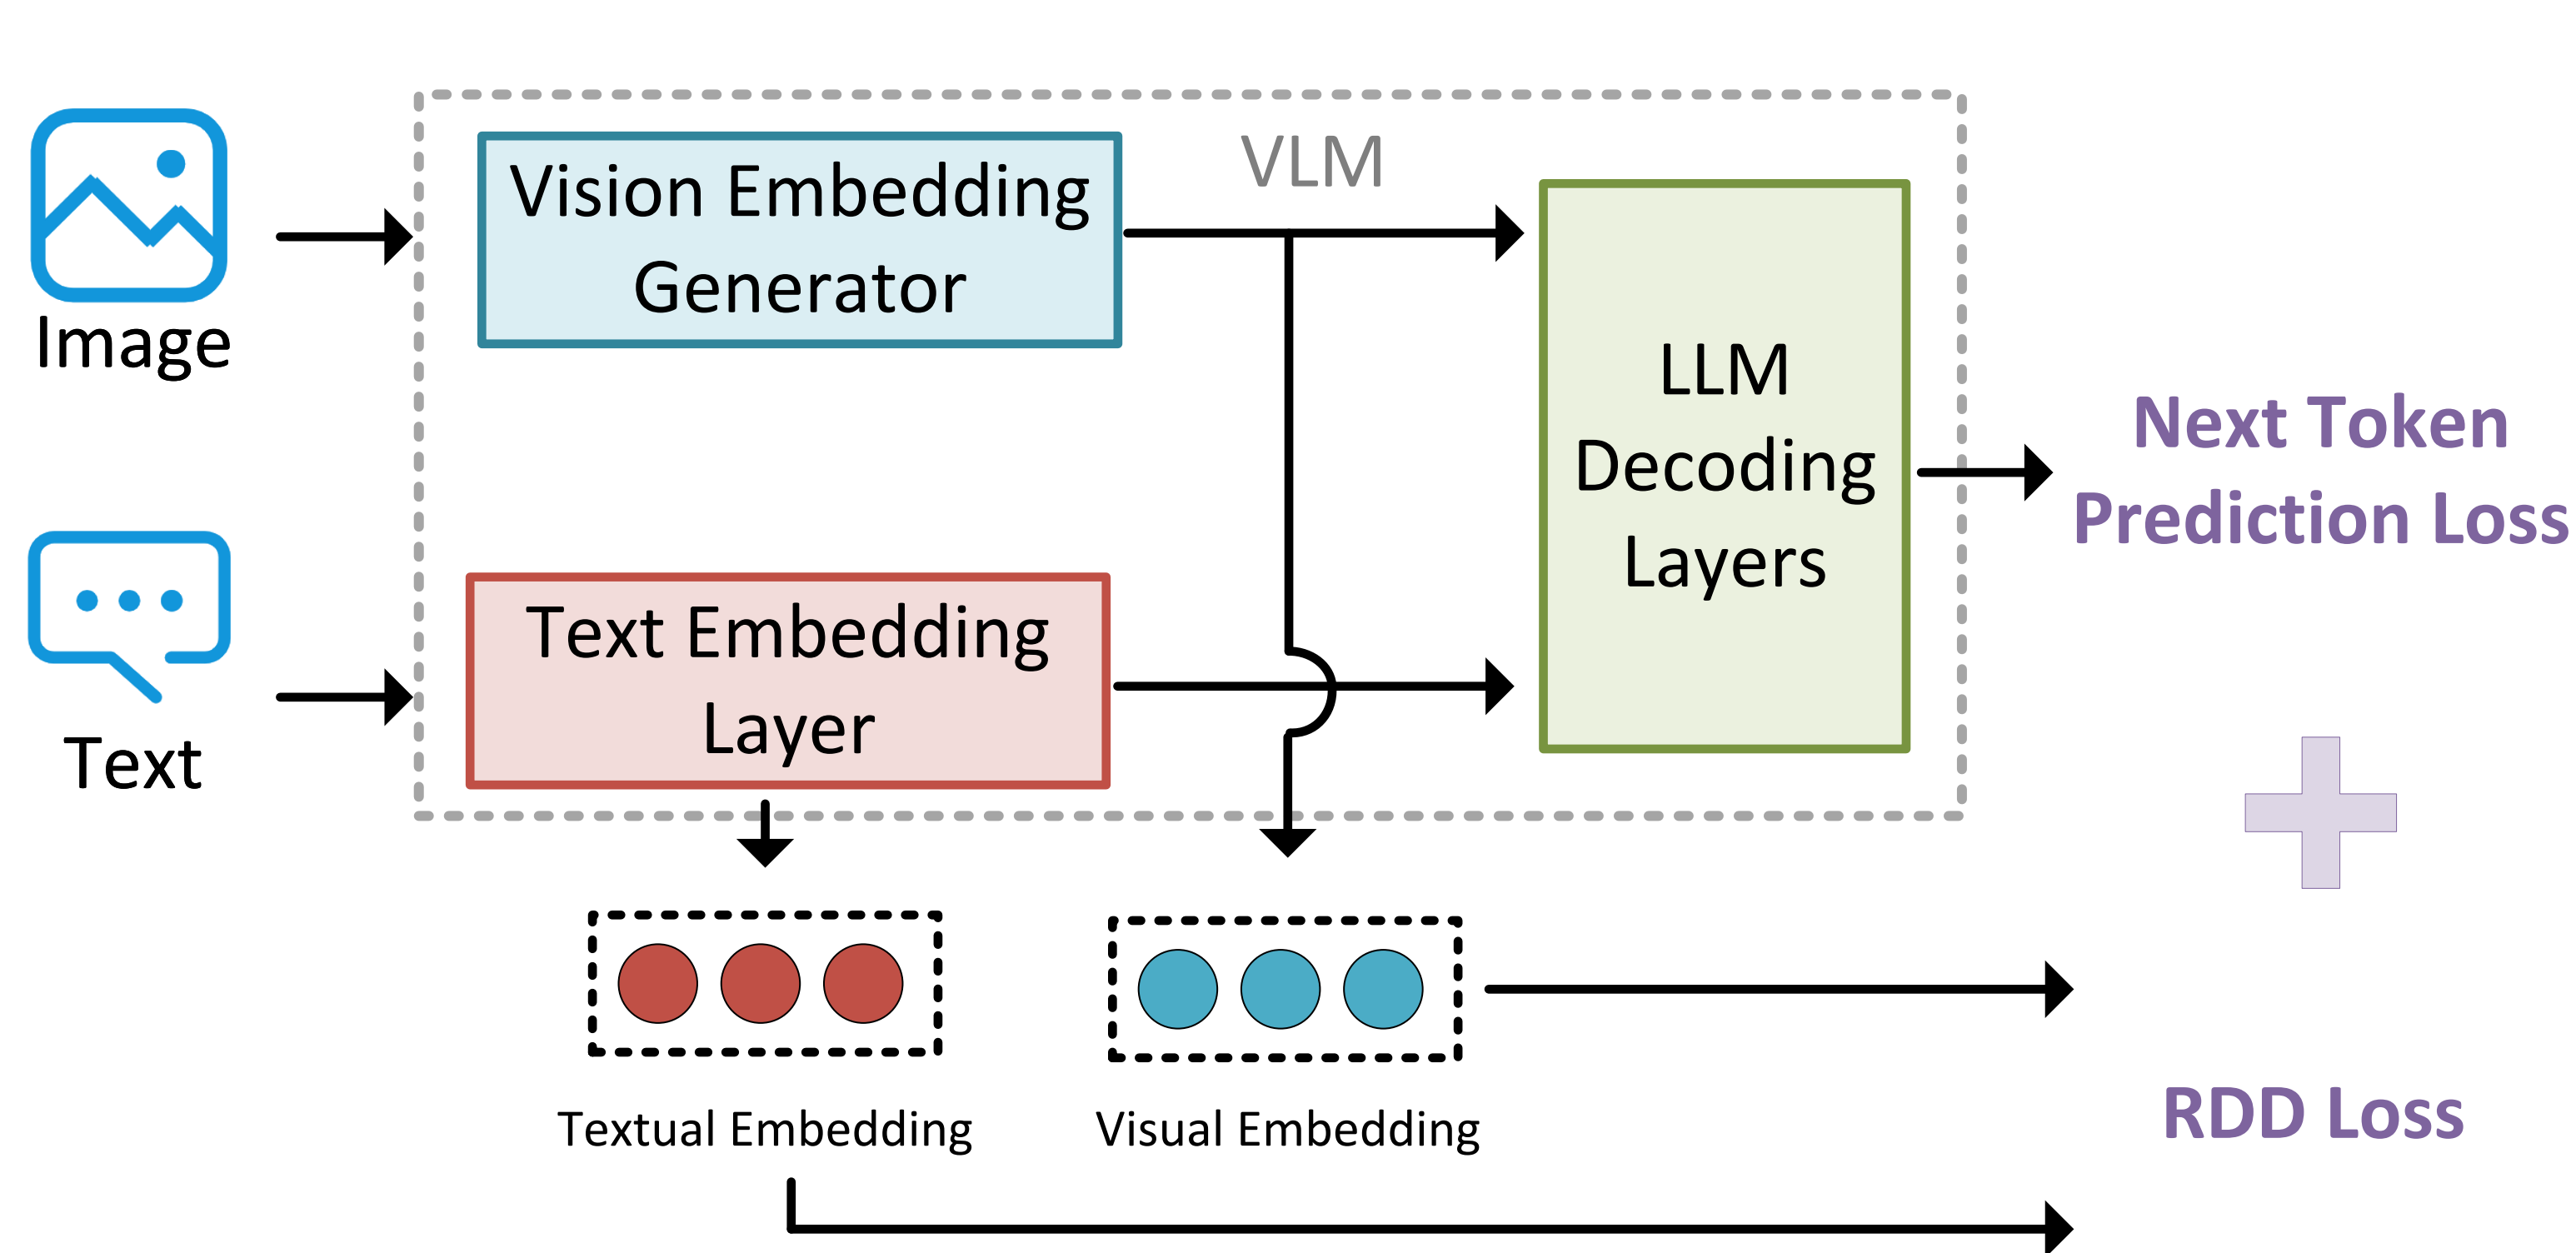 Image
Text
VLM
Vision Embedding
Generator
Text Embedding
Layer
LLM
Decoding
Layers
Next Token
Prediction Loss
Textual Embedding
Visual Embedding
RDD Loss